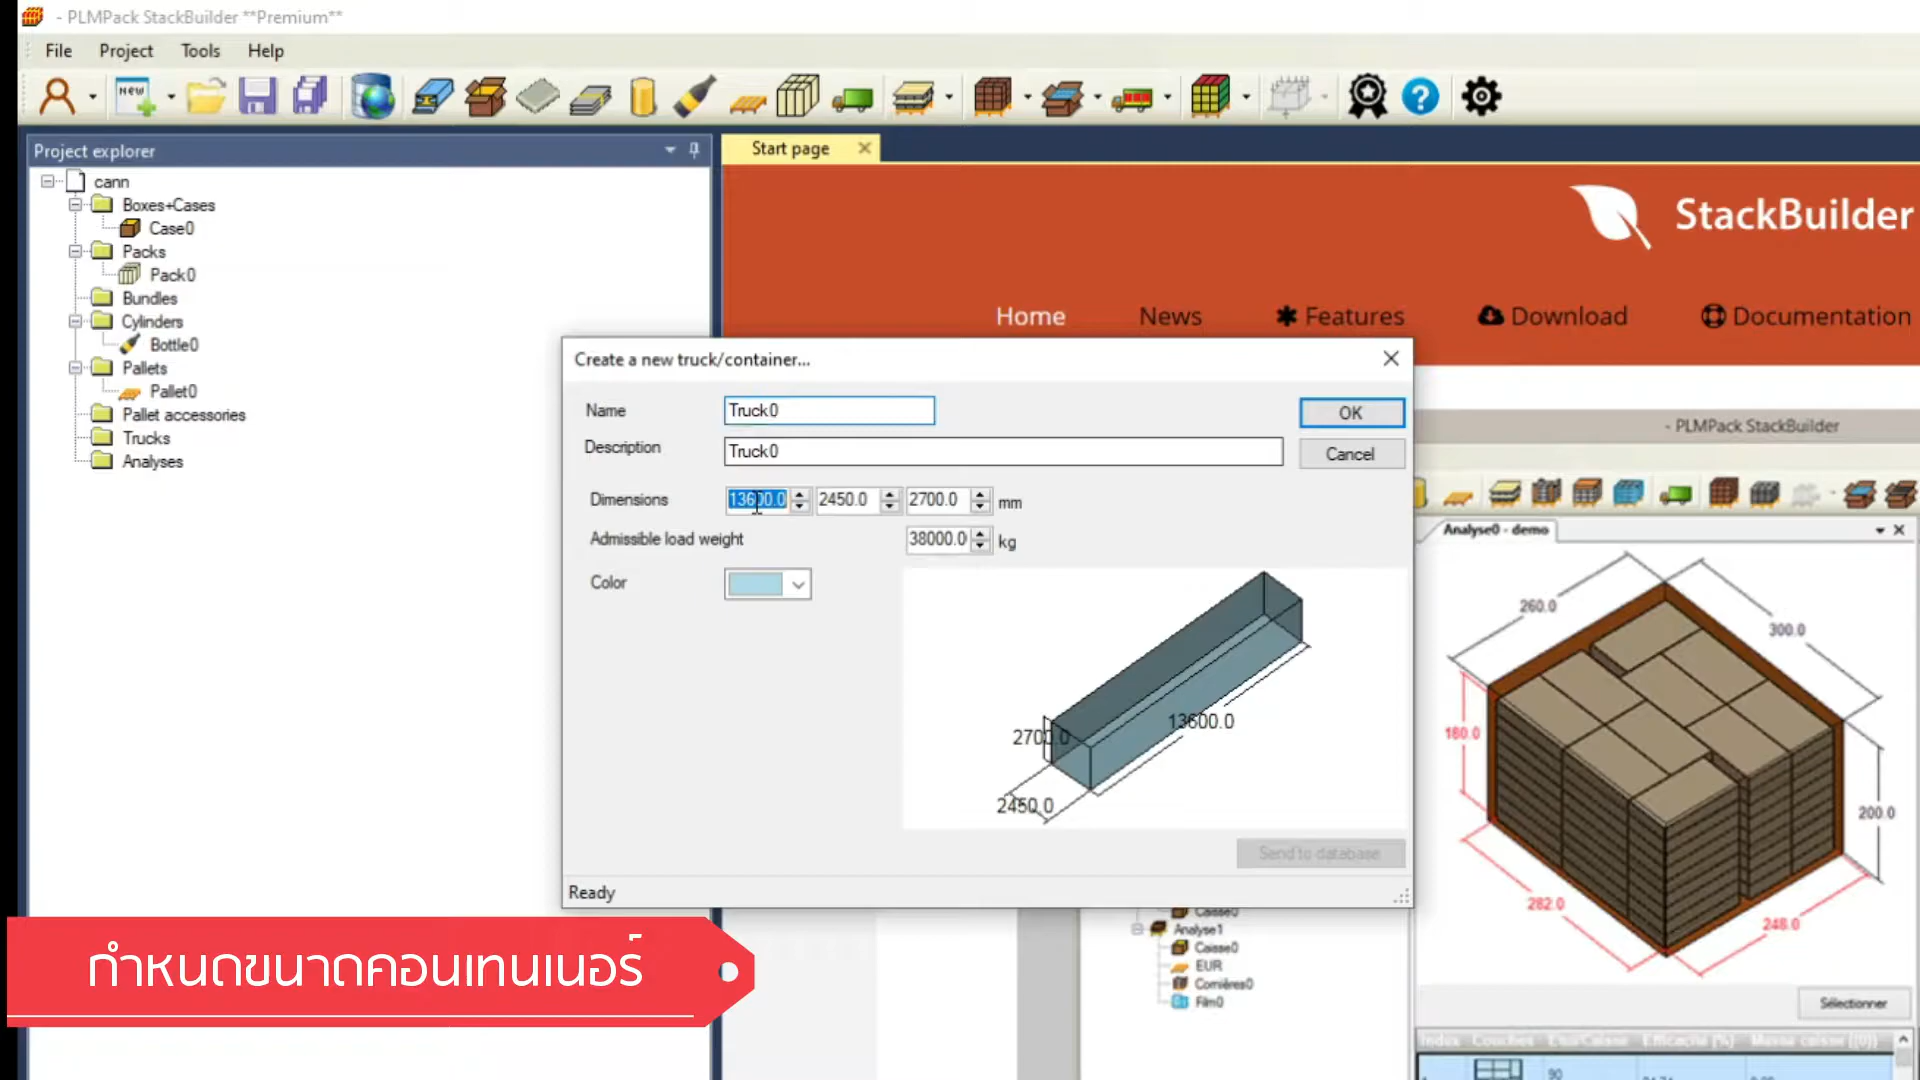 - PLMPack StackBuilder **Premium**
File Project Tools Help
NEW
Project explorer
cann
Boxes+Cases
Case0
Packs
Pack0
Bundles
Cylinders
Bottle0
Pallets
Pallet0
Pallet accessories
Trucks
Analyses
Start page
StackBuilder
Home News Features Download Documentation
Create a new truck/container...
Name Truck0 OK
Description Truck0 Cancel
Dimensions 13600.0 2450.0 2700.0 mm
Admissible load weight 38000.0 kg
Color
2700.0
13600.0
2450.0
Send to database
Ready
- PLMPack StackBuilder
Analyse0 - demo
260.0
300.0
180.0
200.0
282.0
248.0
Sélectionner
Caisse0
Analyse1
Caisse0
EUR
Cornières0
Film0
90
กำหนดขนาดคอนเทนเนอร์